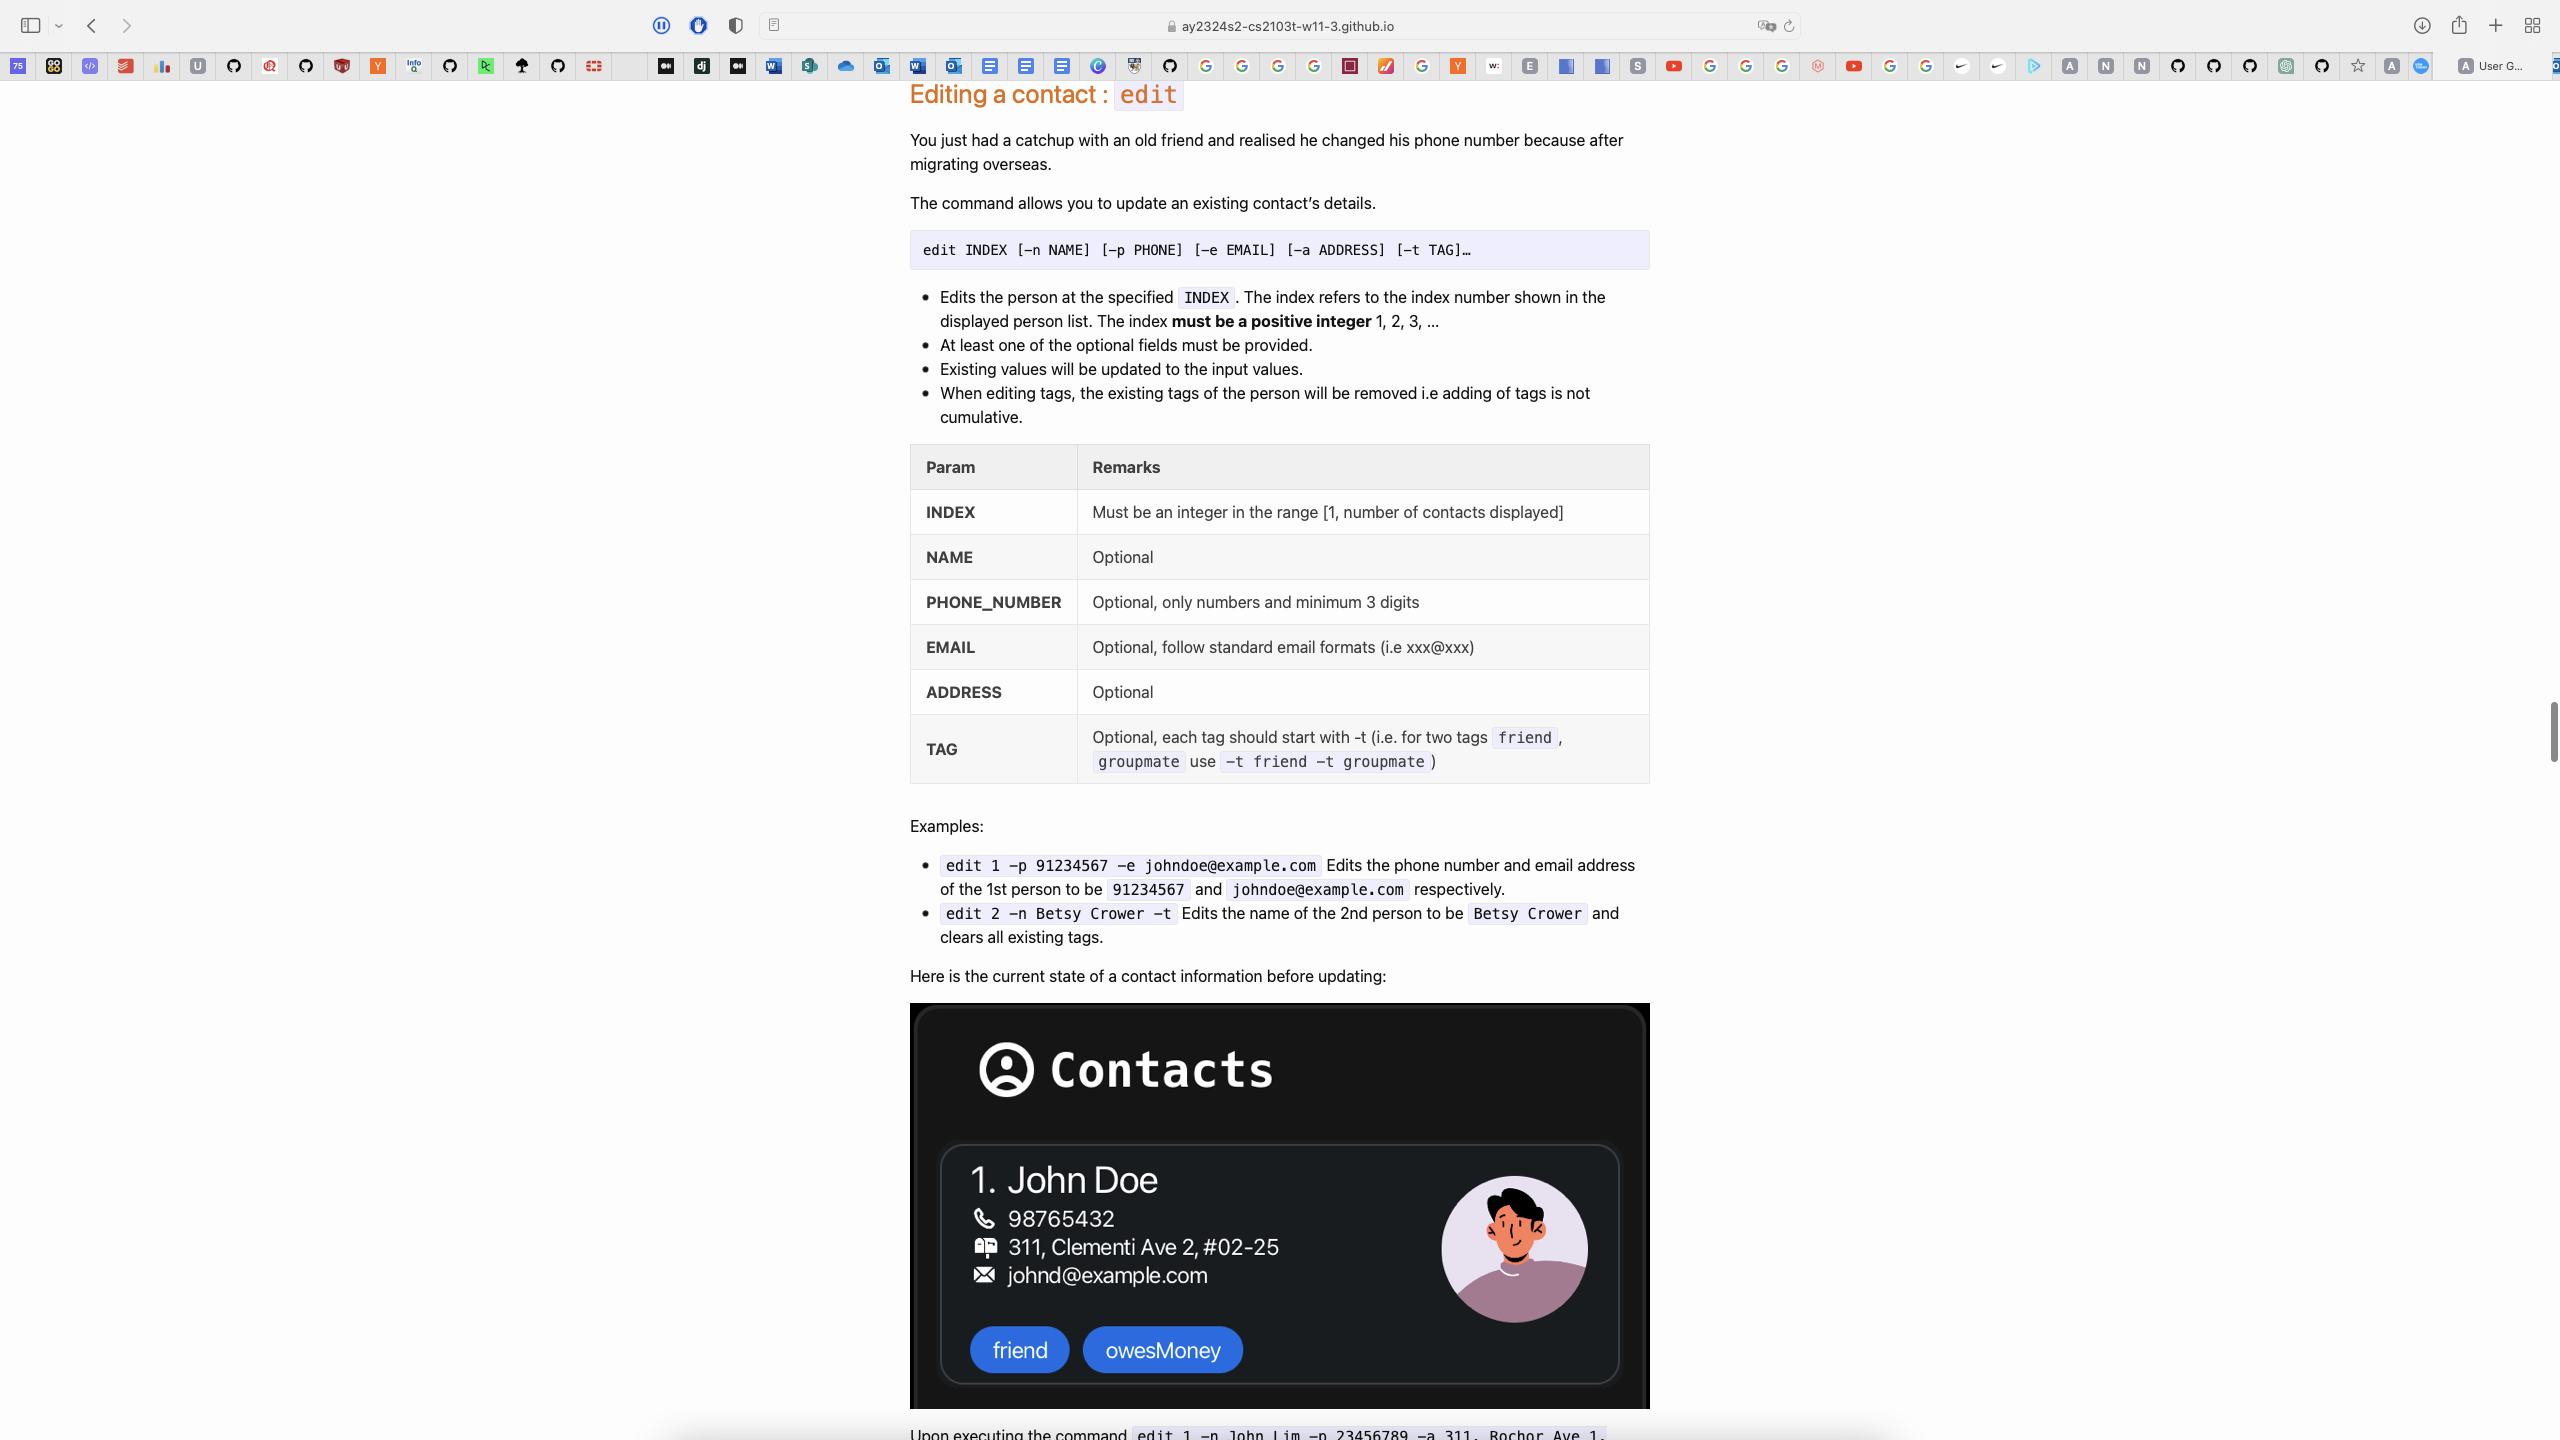 ay2324s2-cs2103t-w11-3.github.io
User G...
Editing a contact : edit
You just had a catchup with an old friend and realised he changed his phone number because after
migrating overseas.
The command allows you to update an existing contact’s details.
edit INDEX [-n NAME] [-p PHONE] [-e EMAIL] [-a ADDRESS] [-t TAG]…
Edits the person at the specified INDEX. The index refers to the index number shown in the
displayed person list. The index must be a positive integer 1, 2, 3, …
At least one of the optional fields must be provided.
Existing values will be updated to the input values.
When editing tags, the existing tags of the person will be removed i.e adding of tags is not
cumulative.
Param Remarks
INDEX Must be an integer in the range [1, number of contacts displayed]
NAME Optional
PHONE_NUMBER Optional, only numbers and minimum 3 digits
EMAIL Optional, follow standard email formats (i.e xxx@xxx)
ADDRESS Optional
TAG Optional, each tag should start with -t (i.e. for two tags friend,
groupmate use -t friend -t groupmate)
Examples:
edit 1 -p 91234567 -e johndoe@example.com Edits the phone number and email address
of the 1st person to be 91234567 and johndoe@example.com respectively.
edit 2 -n Betsy Crower -t Edits the name of the 2nd person to be Betsy Crower and
clears all existing tags.
Here is the current state of a contact information before updating:
Contacts
1. John Doe
98765432
311, Clementi Ave 2, #02-25
johnd@example.com
friend owesMoney
Upon executing the command edit 1 -n John Lim -p 23456789 -a 311, Rochor Ave 1,